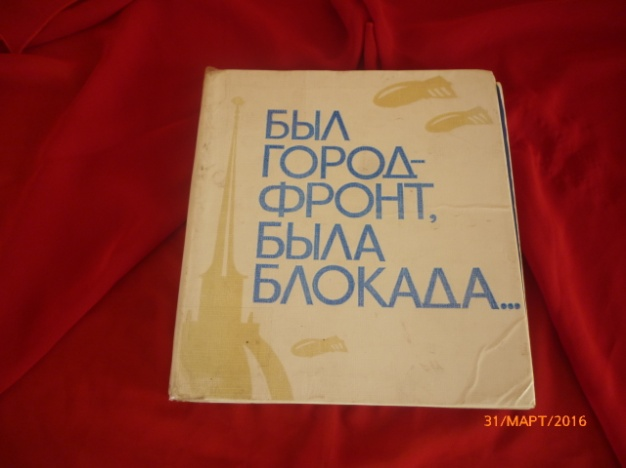 БЫЛ
ГОРОД-
ФРОНТ,
БЫЛА
БЛОКАДА...
31/МАРТ/2016